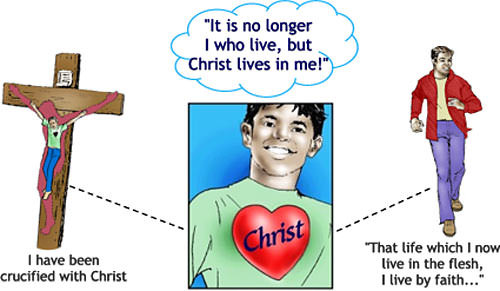 "It is no longer
I who live, but
Christ lives in me!"
Christ
I have been
crucified with Christ
"That life which I now
live in the flesh,
I live by faith..."